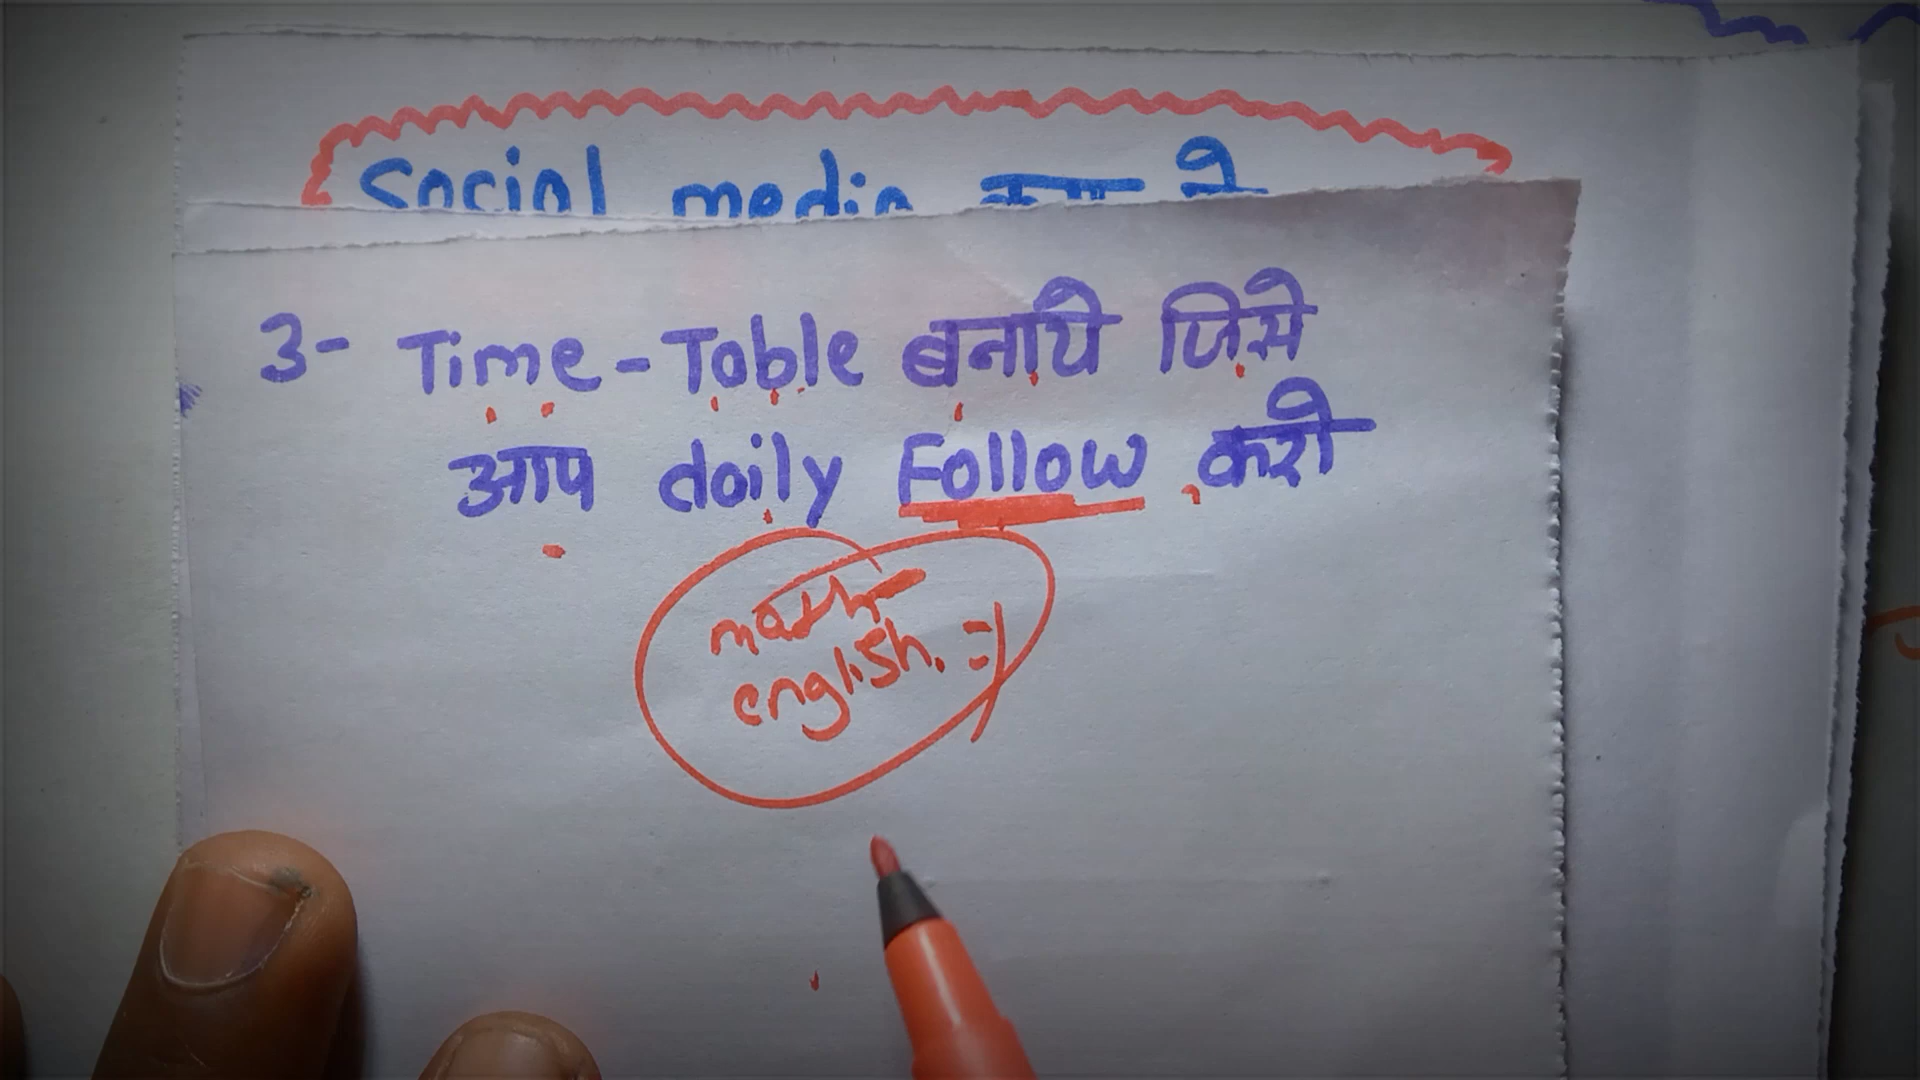 Social media
3- Time-Table बनाये जिसे
आप daily Follow करो
math
english.